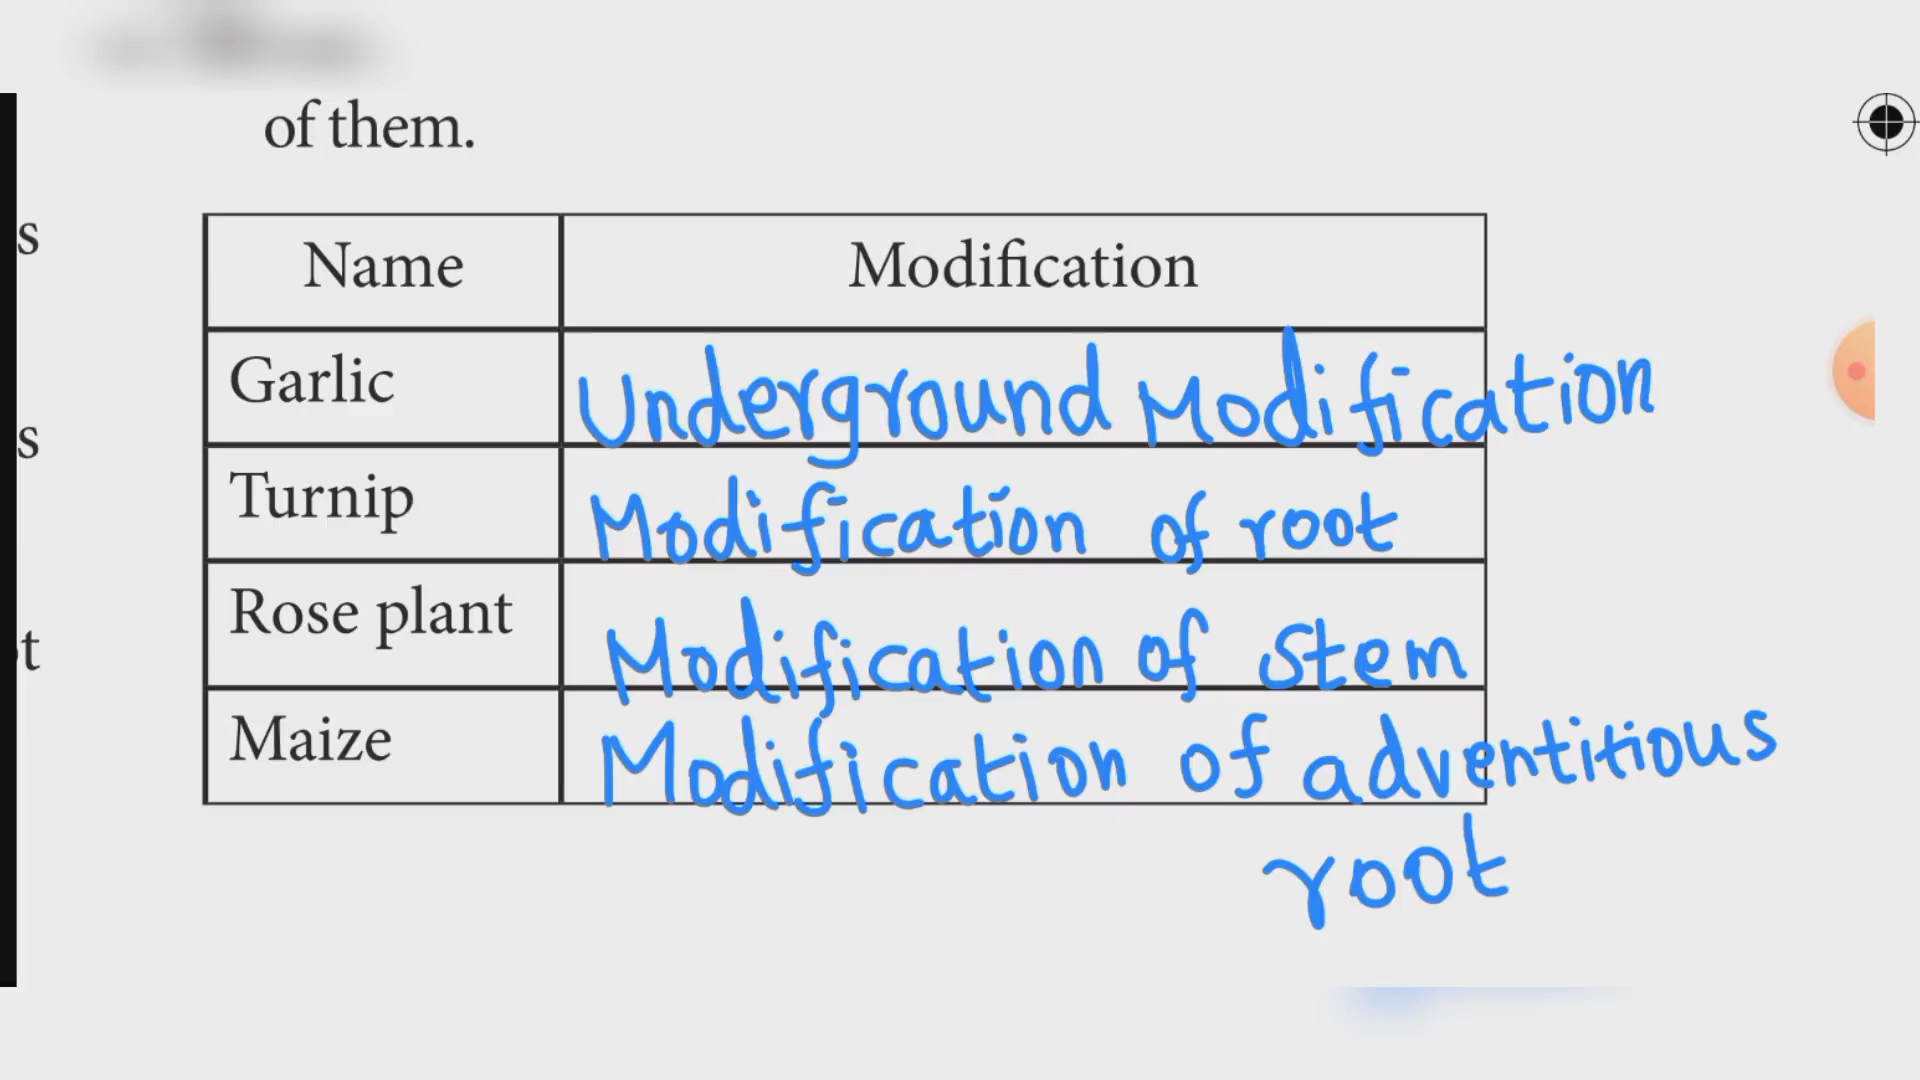 of them.
s
s
t
Name Modification
Garlic Underground Modification
Turnip Modification of root
Rose plant Modification of stem
Maize Modification of adventitious
root